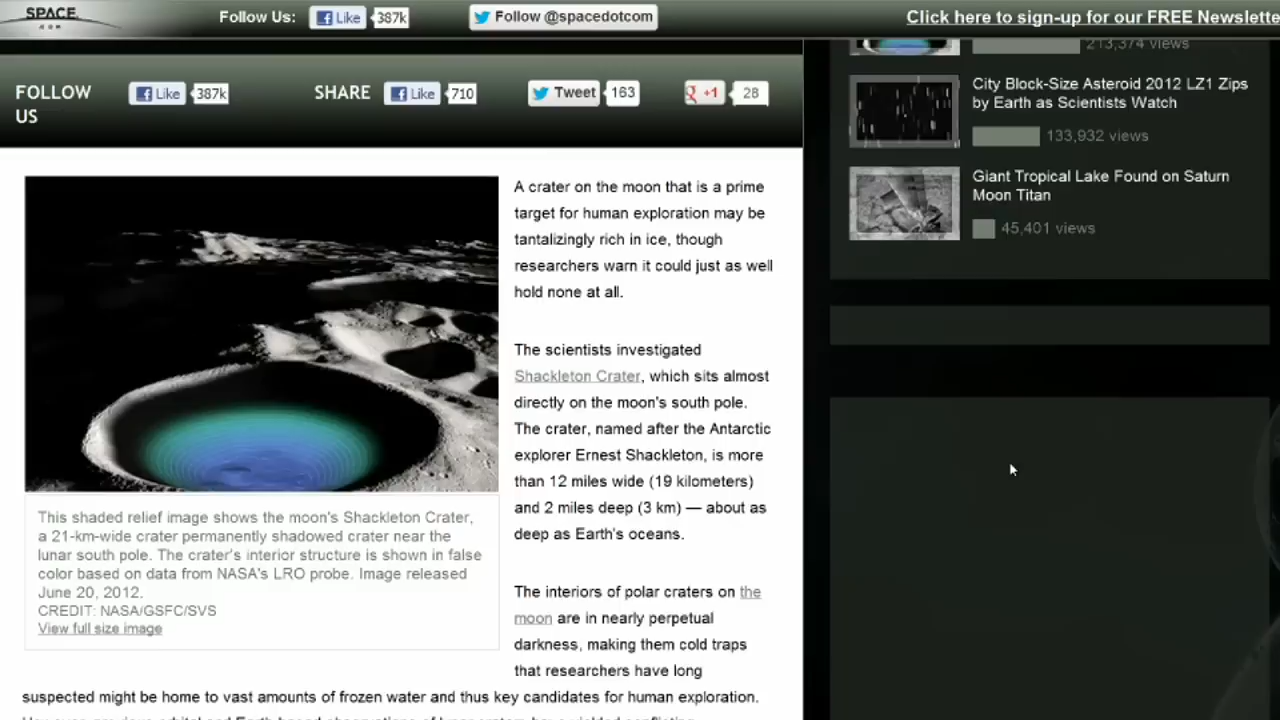 SPACE
.com
Follow Us:
Like
387k
Follow @spacedotcom
Click here to sign-up for our FREE Newslette
213,374 views
FOLLOW
US
Like
387k
SHARE
Like
710
Tweet
163
+1
28
City Block-Size Asteroid 2012 LZ1 Zips
by Earth as Scientists Watch
133,932 views
Giant Tropical Lake Found on Saturn
Moon Titan
45,401 views
A crater on the moon that is a prime
target for human exploration may be
tantalizingly rich in ice, though
researchers warn it could just as well
hold none at all.
The scientists investigated
Shackleton Crater, which sits almost
directly on the moon's south pole.
The crater, named after the Antarctic
explorer Ernest Shackleton, is more
than 12 miles wide (19 kilometers)
and 2 miles deep (3 km) — about as
deep as Earth's oceans.
This shaded relief image shows the moon's Shackleton Crater,
a 21-km-wide crater permanently shadowed crater near the
lunar south pole. The crater's interior structure is shown in false
color based on data from NASA's LRO probe. Image released
June 20, 2012.
CREDIT: NASA/GSFC/SVS
View full size image
The interiors of polar craters on the
moon are in nearly perpetual
darkness, making them cold traps
that researchers have long
suspected might be home to vast amounts of frozen water and thus key candidates for human exploration.